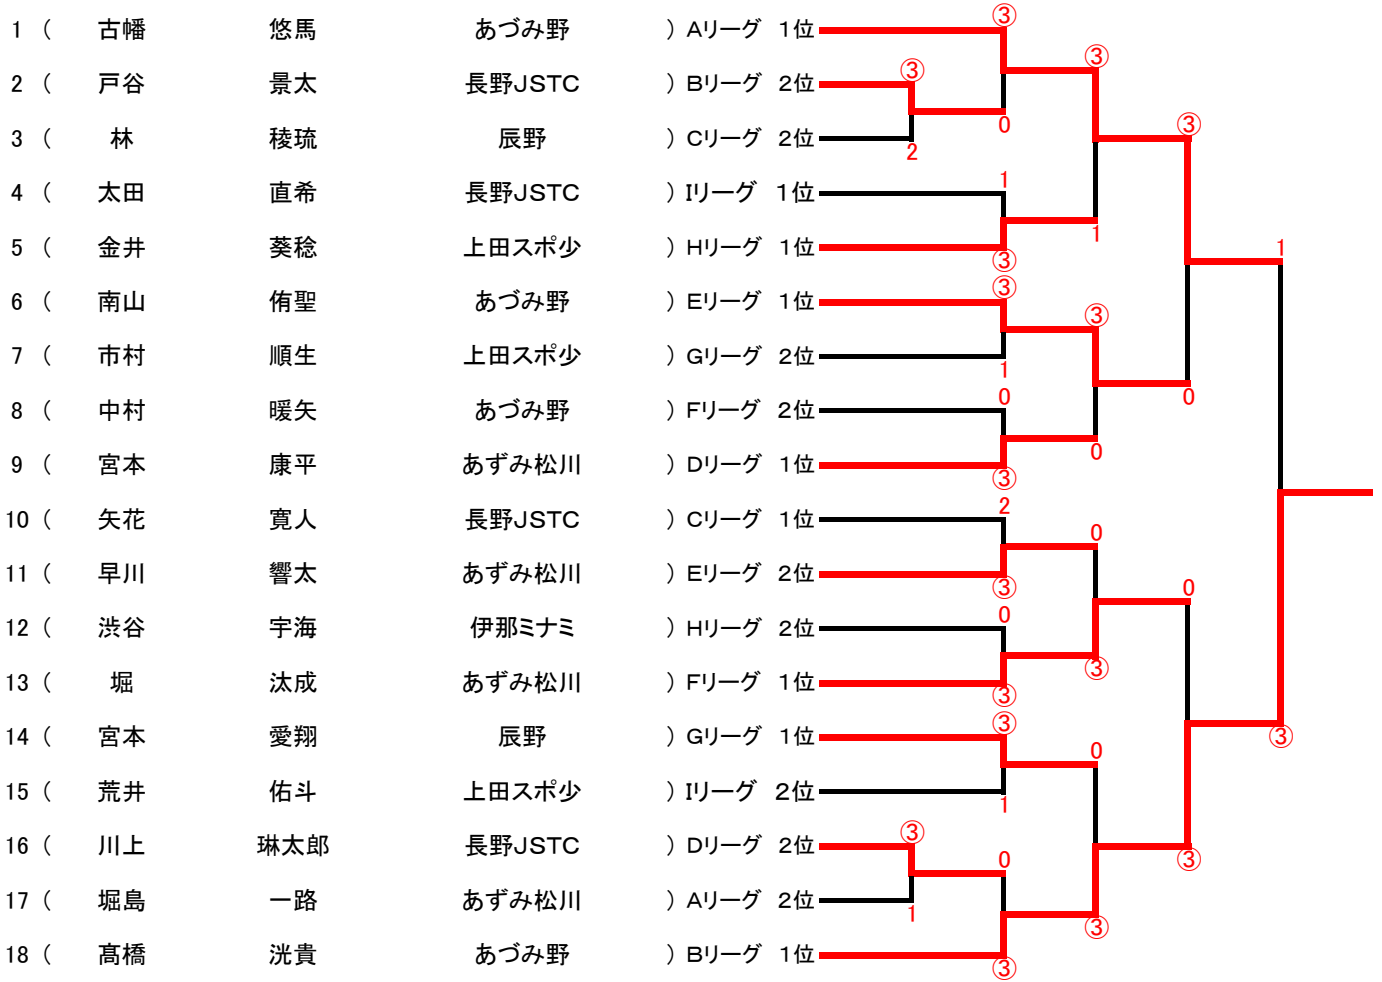 ③
1 ( 古幡 悠馬 あづみ野 ) Aリーグ 1位
③
③
2 ( 戸谷 景太 長野JSTC ) Bリーグ 2位
0 ③
3 ( 林 稜琉 辰野 ) Cリーグ 2位
2
1
4 ( 太田 直希 長野JSTC ) Iリーグ 1位
1
5 ( 金井 葵稔 上田スポ少 ) Hリーグ 1位 1
③
③
6 ( 南山 侑聖 あづみ野 ) Eリーグ 1位
③
7 ( 市村 順生 上田スポ少 ) Gリーグ 2位
1
0 0
8 ( 中村 暖矢 あづみ野 ) Fリーグ 2位
0
9 ( 宮本 康平 あずみ松川 ) Dリーグ 1位
③
2
10 ( 矢花 寛人 長野JSTC ) Cリーグ 1位
0
11 ( 早川 響太 あずみ松川 ) Eリーグ 2位
③ 0
0
12 ( 渋谷 宇海 伊那ミナミ ) Hリーグ 2位
③
13 ( 堀 汰成 あずみ松川 ) Fリーグ 1位
③
③
14 ( 宮本 愛翔 辰野 ) Gリーグ 1位 ③
0
15 ( 荒井 佑斗 上田スポ少 ) Iリーグ 2位
1
③
16 ( 川上 琳太郎 長野JSTC ) Dリーグ 2位
0 ③
17 ( 堀島 一路 あずみ松川 ) Aリーグ 2位
1
③
18 ( 髙橋 洸貴 あづみ野 ) Bリーグ 1位
③